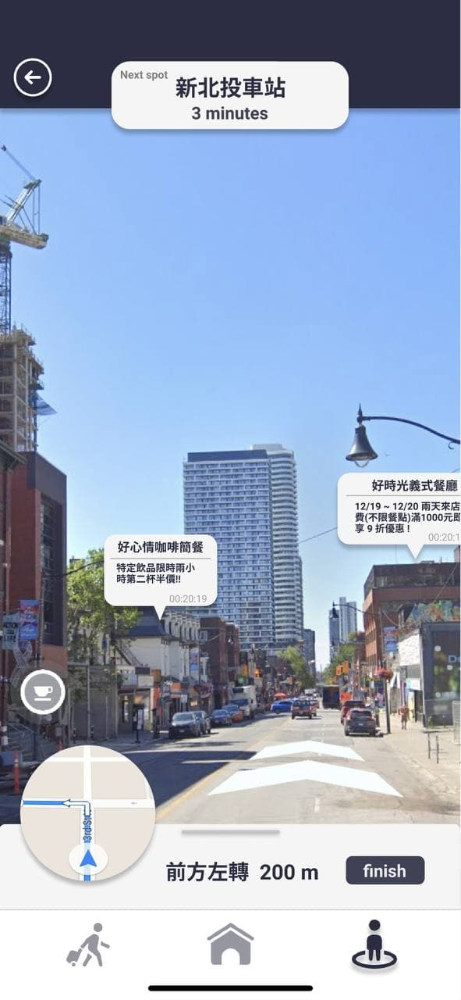 Next spot
新北投車站
3 minutes
好時光義式餐廳
12/19 ~ 12/20 兩天來店
費(不限餐點)滿1000元即
享 9 折優惠！
00:20:1
好心情咖啡簡餐
特定飲品限時兩小
時第二杯半價!!
00:20:19
LIFE
3rd St
前方左轉 200 m
finish